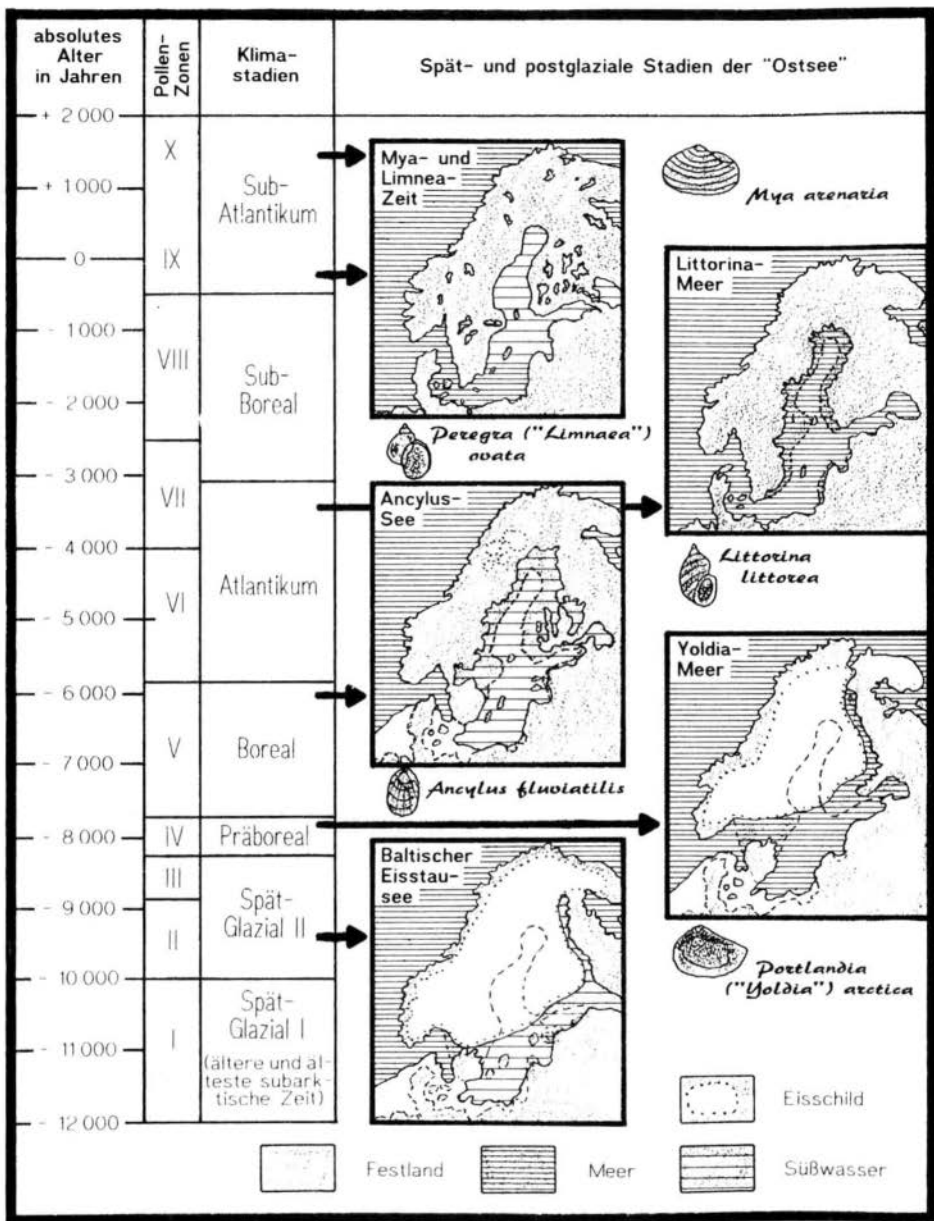 absolutes
Alter
in Jahren
Pollen-
Zonen
Klima-
stadien
Spät- und postglaziale Stadien der "Ostsee"
+ 2 000
+ 1 000
0
- 1 000
- 2 000
- 3 000
- 4 000
- 5 000
- 6 000
- 7 000
- 8 000
- 9 000
- 10 000
- 11 000
- 12 000
X
IX
VIII
VII
VI
V
IV
III
II
I
Sub-
Atlantikum
Sub-
Boreal
Atlantikum
Boreal
Präboreal
Spät-
Glazial II
Spät-
Glazial I
(ältere und äl-
teste subark-
tische Zeit)
Mya- und
Limnea-
Zeit
Mya arenaria
Littorina-
Meer
Peregra ("Limnaea")
ovata
Ancylus-
See
Littorina
littorea
Yoldia-
Meer
Ancylus fluviatilis
Baltischer
Eisstau-
see
Portlandia
("Yoldia") arctica
Eisschild
Festland
Meer
Süßwasser